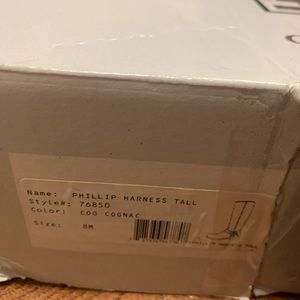 Name: PHILLIP HARNESS TALL
Style#: 76850
Color: COG COGNAC
Size: 8M